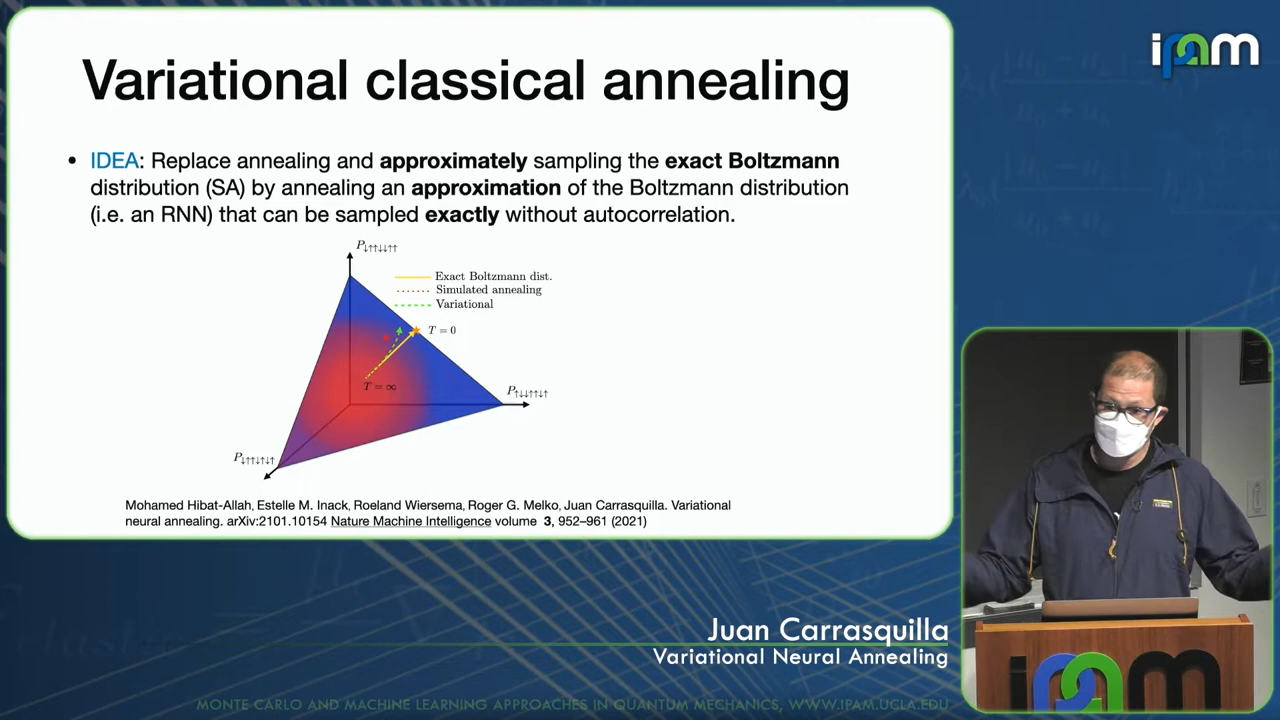 Variational classical annealing
ipam
• IDEA: Replace annealing and approximately sampling the exact Boltzmann
distribution (SA) by annealing an approximation of the Boltzmann distribution
(i.e. an RNN) that can be sampled exactly without autocorrelation.
P↓↑↑↓↓↑↑
Exact Boltzmann dist.
Simulated annealing
Variational
T = 0
T = ∞
P↑↓↓↑↑↓↑
P↓↑↑↓↑↓↑
Mohamed Hibat-Allah, Estelle M. Inack, Roeland Wiersema, Roger G. Melko, Juan Carrasquilla. Variational
neural annealing. arXiv:2101.10154 Nature Machine Intelligence volume 3, 952–961 (2021)
Juan Carrasquilla
Variational Neural Annealing
ipam
MONTE CARLO AND MACHINE LEARNING APPROACHES IN QUANTUM MECHANICS, WWW.IPAM.UCLA.EDU